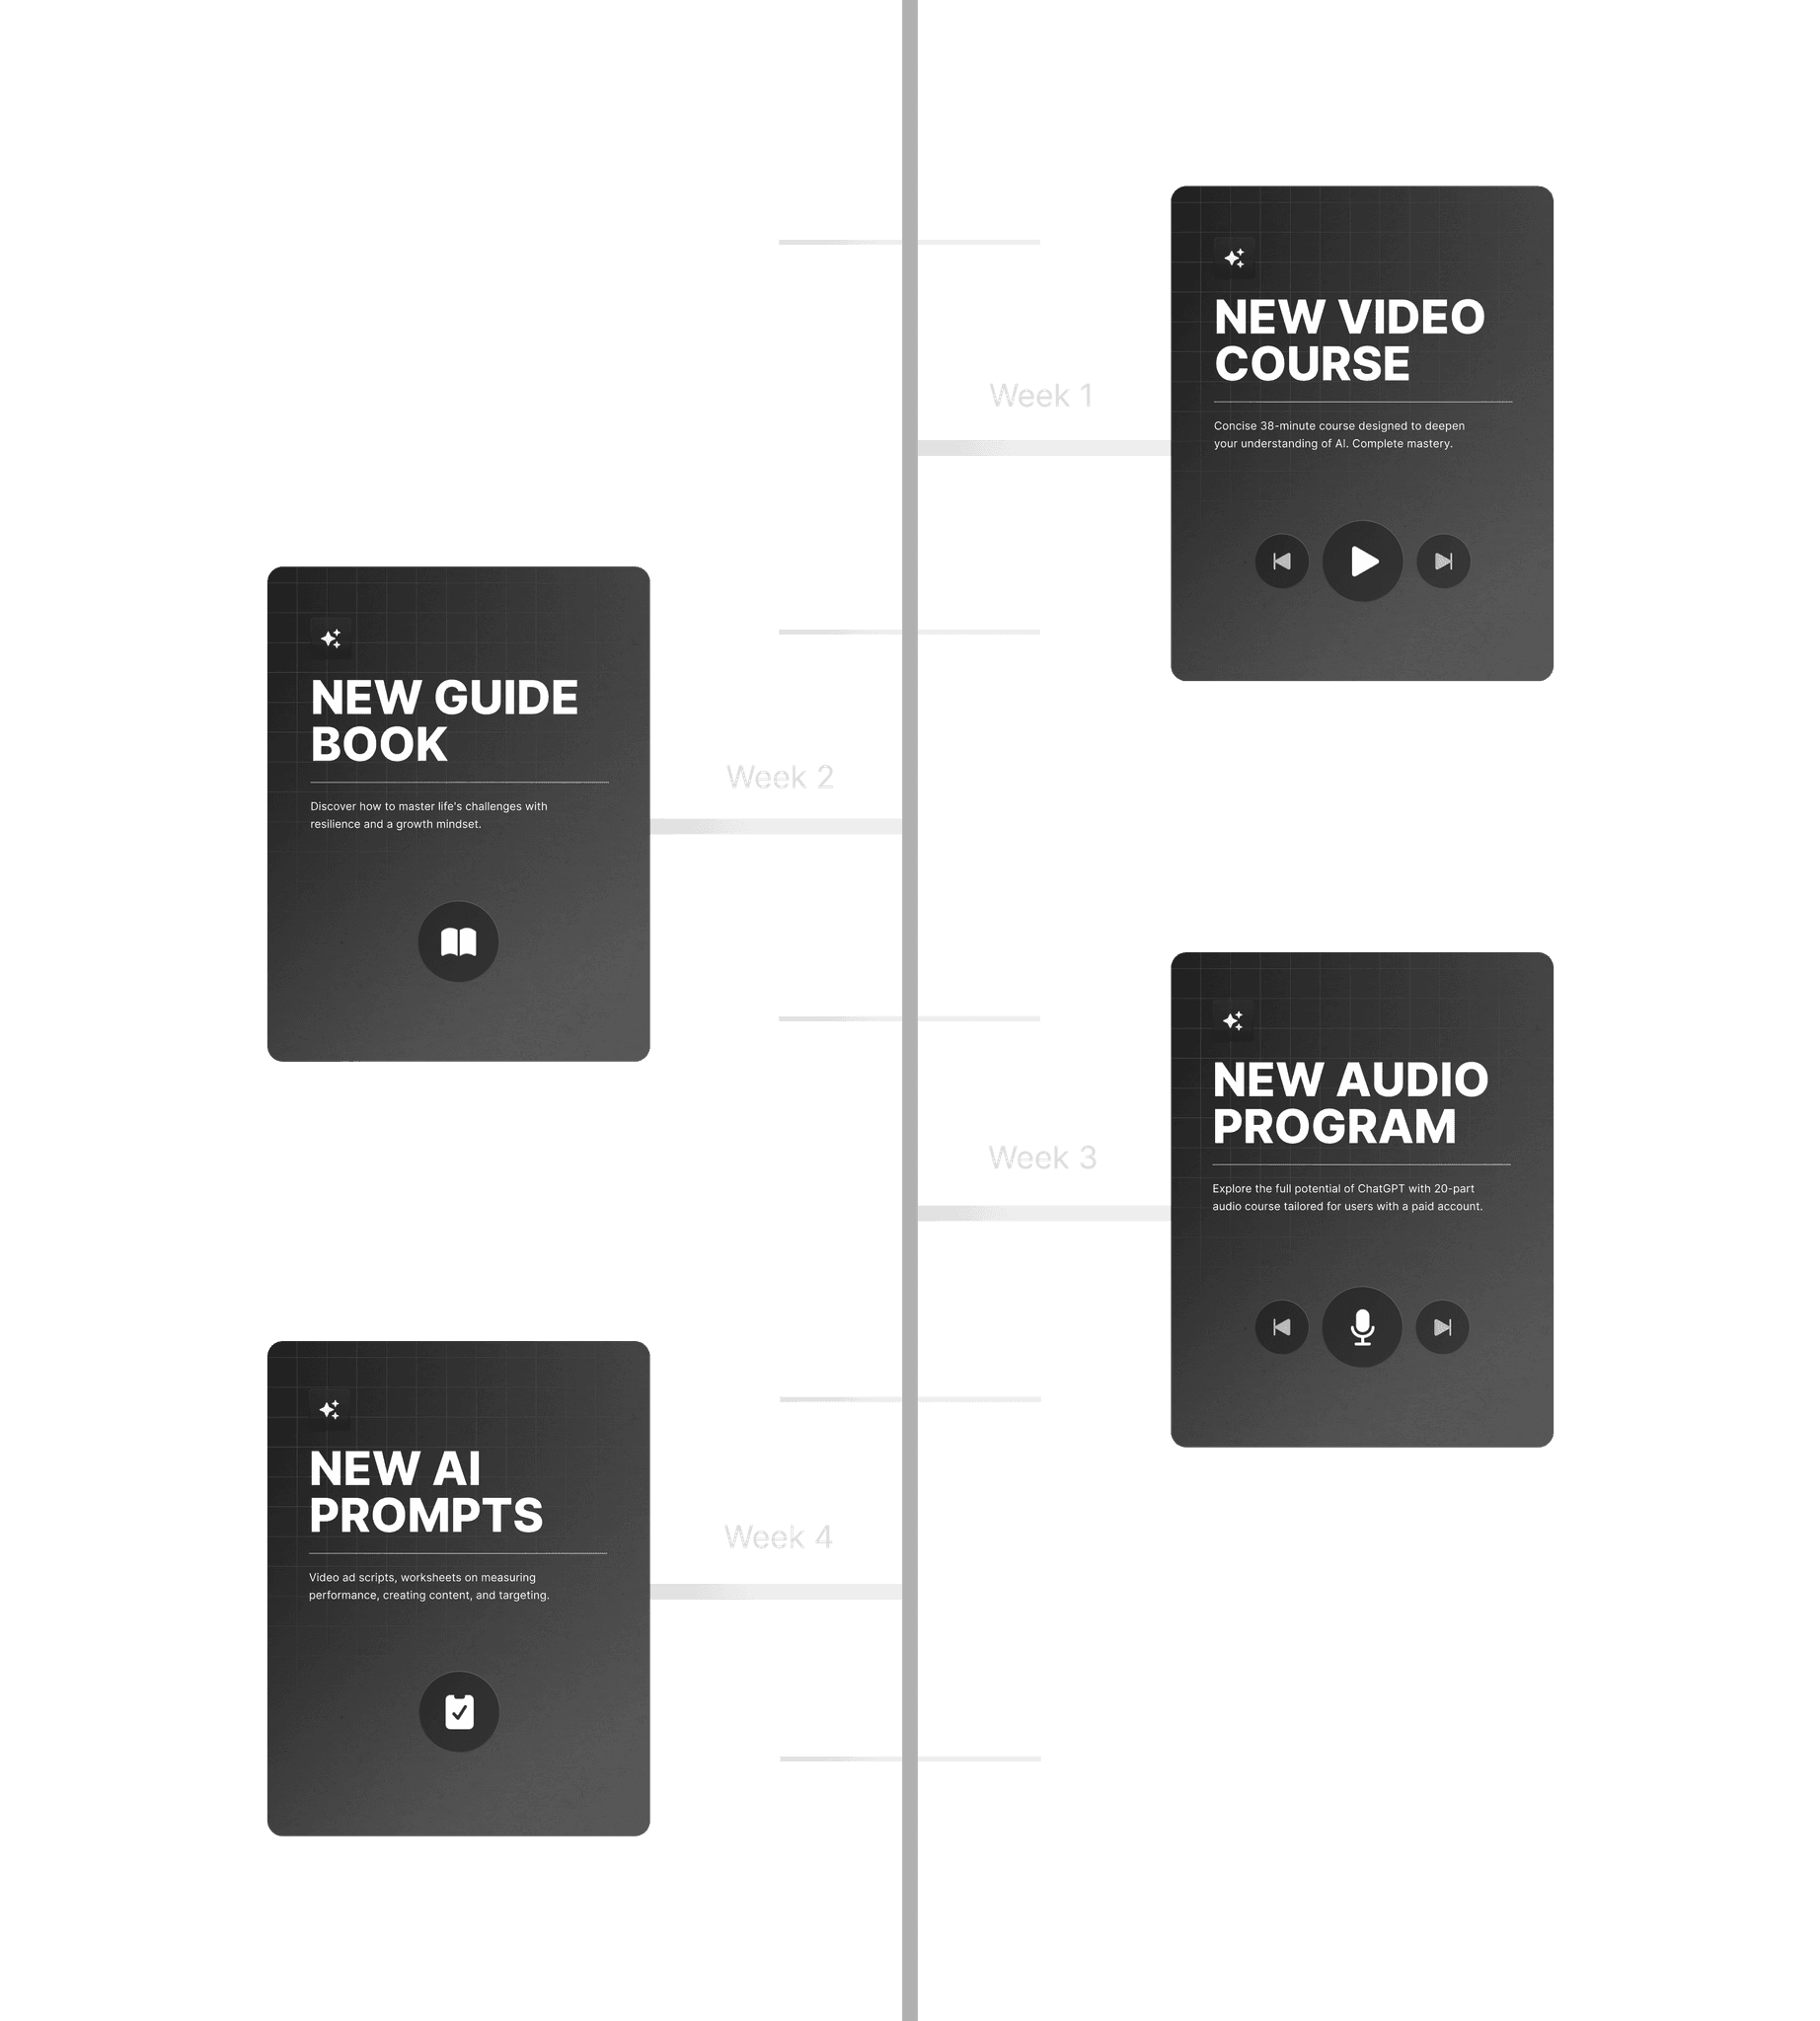 Week 1
NEW VIDEO
COURSE
Concise 38-minute course designed to deepen
your understanding of AI. Complete mastery.
Week 2
NEW GUIDE
BOOK
Discover how to master life's challenges with
resilience and a growth mindset.
Week 3
NEW AUDIO
PROGRAM
Explore the full potential of ChatGPT with 20-part
audio course tailored for users with a paid account.
Week 4
NEW AI
PROMPTS
Video ad scripts, worksheets on measuring
performance, creating content, and targeting.